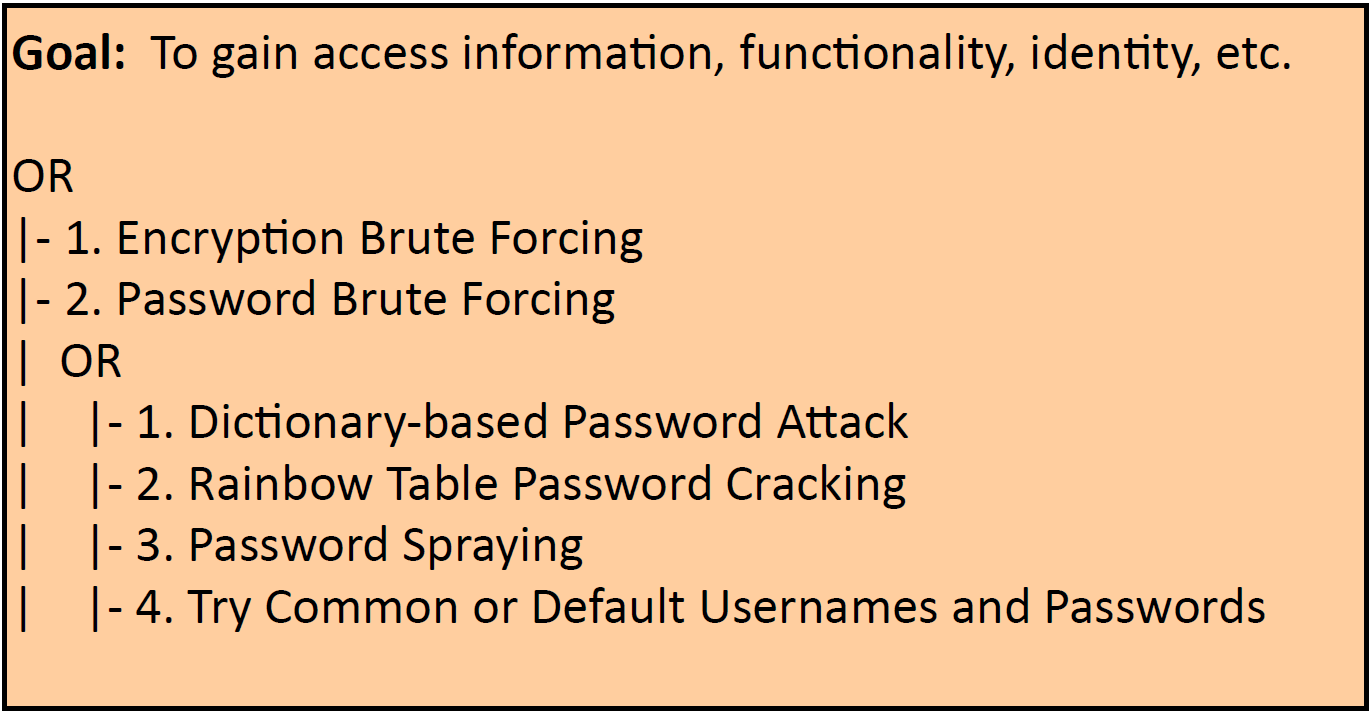 Goal: To gain access information, functionality, identity, etc.
OR
|- 1. Encryption Brute Forcing
|- 2. Password Brute Forcing
| OR
| |- 1. Dictionary-based Password Attack
| |- 2. Rainbow Table Password Cracking
| |- 3. Password Spraying
| |- 4. Try Common or Default Usernames and Passwords